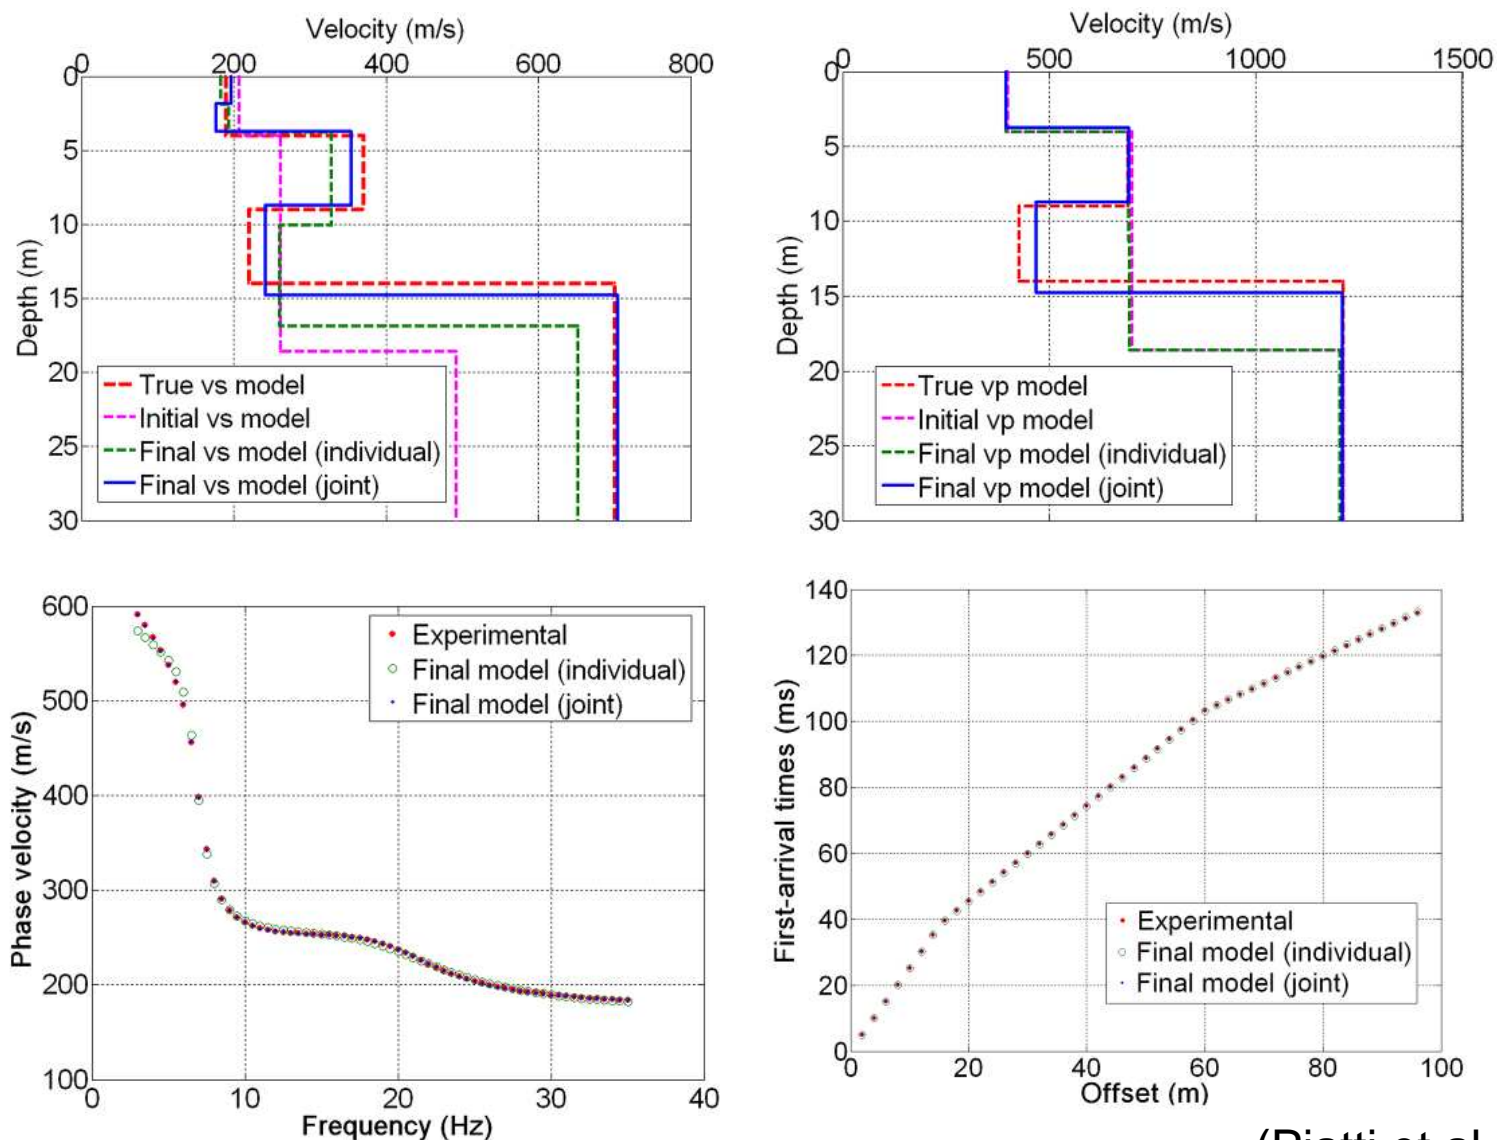 Velocity (m/s)
0 200 400 600 800
0
5
10
15
20
25
30
Depth (m)
True vs model
Initial vs model
Final vs model (individual)
Final vs model (joint)
Velocity (m/s)
0 500 1000 1500
0
5
10
15
20
25
30
Depth (m)
True vp model
Initial vp model
Final vp model (individual)
Final vp model (joint)
600
500
400
300
200
100
Phase velocity (m/s)
Experimental
Final model (individual)
Final model (joint)
0 10 20 30 40
Frequency (Hz)
140
120
100
80
60
40
20
0
First-arrival times (ms)
Experimental
Final model (individual)
Final model (joint)
0 20 40 60 80 100
Offset (m)
(Piatti et al